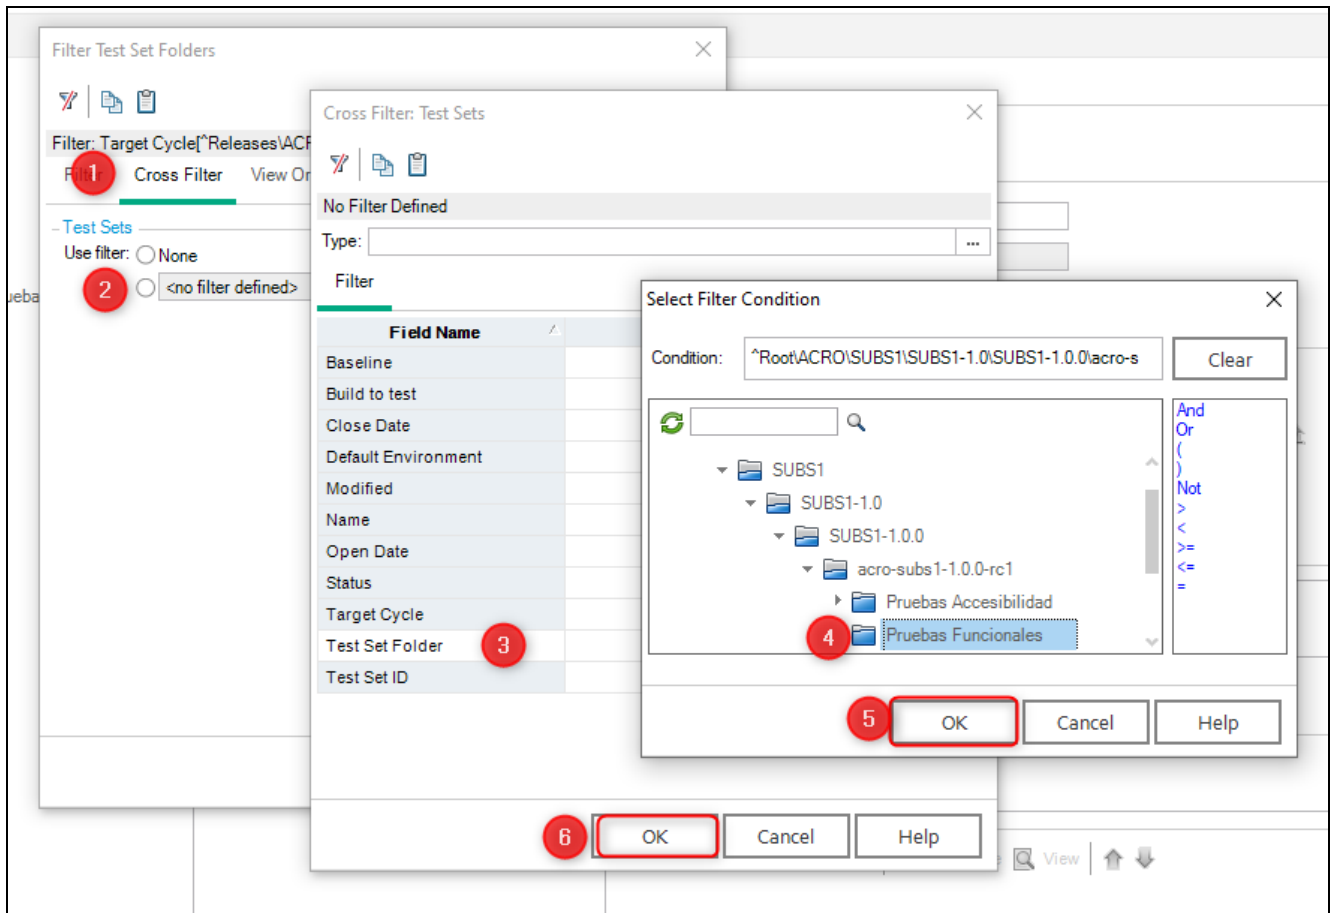 Filter Test Set Folders
Filter: Target Cycle[^Releases\ACR
1
Filter
Cross Filter
View Or
Test Sets
Use filter:
None
2
<no filter defined>
Cross Filter: Test Sets
No Filter Defined
Type:
...
Filter
Field Name
Baseline
Build to test
Close Date
Default Environment
Modified
Name
Open Date
Status
Target Cycle
Test Set Folder
3
Test Set ID
6
OK
Cancel
Help
Select Filter Condition
Condition:
^Root\ACRO\SUBS1\SUBS1-1.0\SUBS1-1.0.0\acro-s
Clear
SUBS1
SUBS1-1.0
SUBS1-1.0.0
acro-subs1-1.0.0-rc1
Pruebas Accesibilidad
4
Pruebas Funcionales
And
Or
(
)
Not
>
<
>=
<=
=
5
OK
Cancel
Help
View